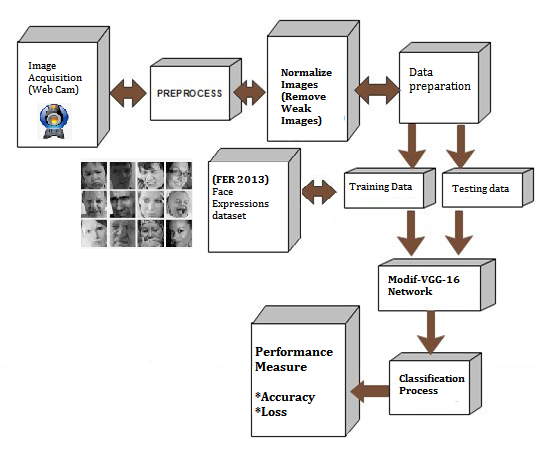 Image
Acquisition
(Web Cam)
PREPROCESS
Normalize
Images
(Remove
Weak
Images)
Data
preparation
(FER 2013)
Face
Expressions
dataset
Training Data
Testing data
Modif-VGG-16
Network
Classification
Process
Performance
Measure
*Accuracy
*Loss